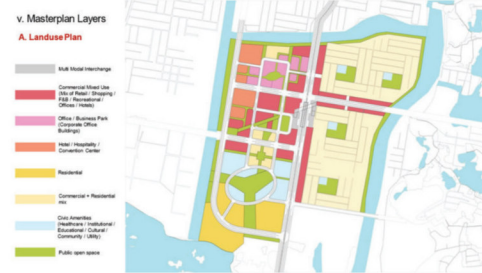 v. Masterplan Layers
A. Landuse Plan
Multi Modal Interchange
Commercial Mixed Use
(Mix of Retail / Shopping /
F&B / Recreational /
Offices / Hotels)
Office / Business Park
(Corporate Office
Buildings)
Hotel / Hospitality /
Convention Center
Residential
Commercial + Residential
mix
Civic Amenities
(Healthcare / Institutional /
Educational / Cultural /
Community / Utility)
Public open space